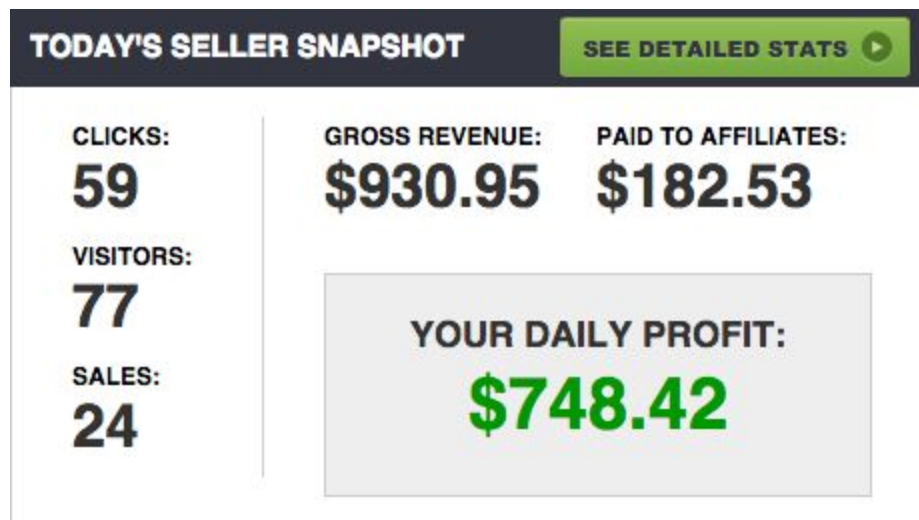 TODAY'S SELLER SNAPSHOT
SEE DETAILED STATS
CLICKS:
59
VISITORS:
77
SALES:
24
GROSS REVENUE:
$930.95
PAID TO AFFILIATES:
$182.53
YOUR DAILY PROFIT:
$748.42